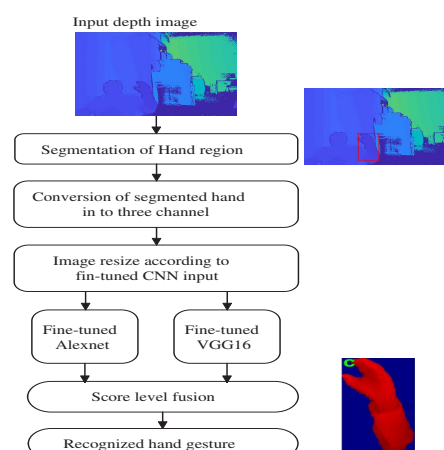 Input depth image
Segmentation of Hand region
Conversion of segmented hand
in to three channel
Image resize according to
fin-tuned CNN input
Fine-tuned
Alexnet
Fine-tuned
VGG16
Score level fusion
Recognized hand gesture
C